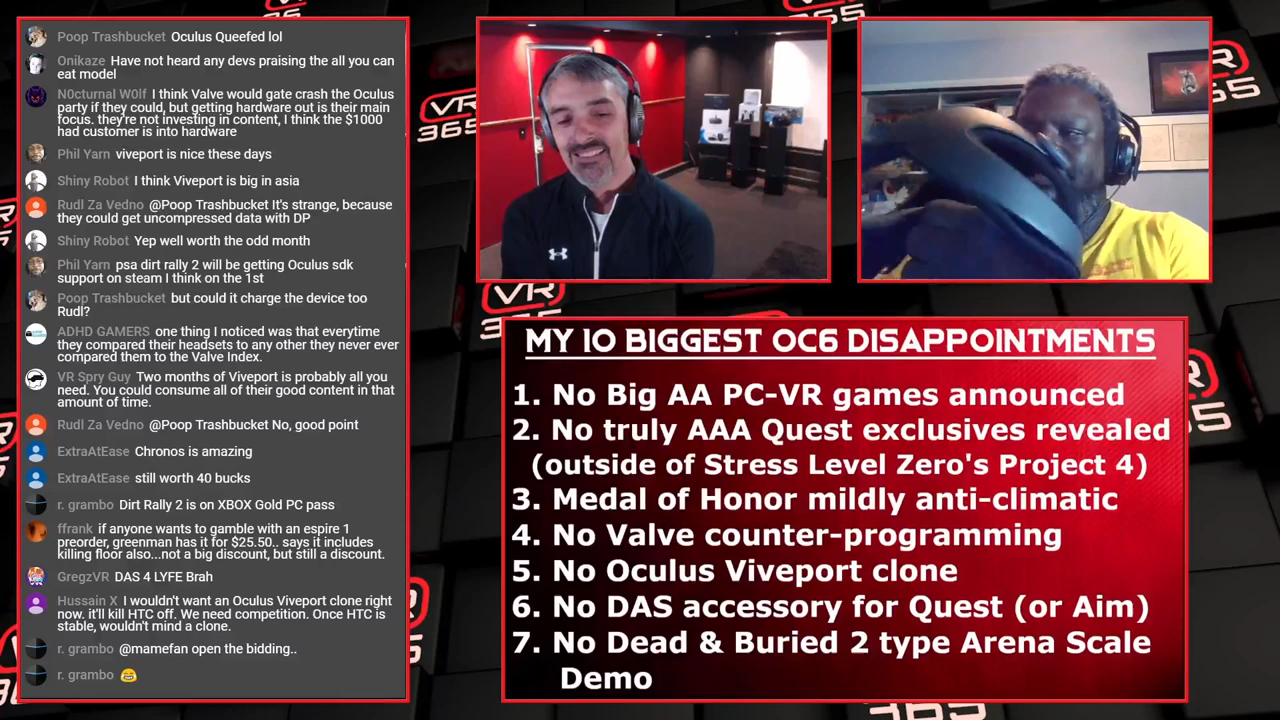 Poop Trashbucket Oculus Queefed lol
Onikaze Have not heard any devs praising the all you can
eat model
N0cturnal W0lf I think Valve would gate crash the Oculus
party if they could, but getting hardware out is their main
focus. they're not investing in content, I think the $1000
had customer is into hardware
Phil Yarn viveport is nice these days
Shiny Robot I think Viveport is big in asia
Rudl Za Vedno @Poop Trashbucket It's strange, because
they could get uncompressed data with DP
Shiny Robot Yep well worth the odd month
Phil Yarn psa dirt rally 2 will be getting Oculus sdk
support on steam I think on the 1st
Poop Trashbucket but could it charge the device too
Rudl?
ADHD GAMERS one thing I noticed was that everytime
they compared their headsets to any other they never ever
compared them to the Valve Index.
VR Spry Guy Two months of Viveport is probably all you
need. You could consume all of their good content in that
amount of time.
Rudl Za Vedno @Poop Trashbucket No, good point
ExtraAtEase Chronos is amazing
ExtraAtEase still worth 40 bucks
r. grambo Dirt Rally 2 is on XBOX Gold PC pass
ffrank if anyone wants to gamble with an espire 1
preorder, greenman has it for $25.50.. says it includes
killing floor also...not a big discount, but still a discount.
GregzVR DAS 4 LYFE Brah
Hussain X I wouldn't want an Oculus Viveport clone right
now. it'll kill HTC off. We need competition. Once HTC is
stable, wouldn't mind a clone.
r. grambo @mamefan open the bidding..
r. grambo 😂
VR
365
MY 10 BIGGEST OC6 DISAPPOINTMENTS
1. No Big AA PC-VR games announced
2. No truly AAA Quest exclusives revealed
(outside of Stress Level Zero's Project 4)
3. Medal of Honor mildly anti-climatic
4. No Valve counter-programming
5. No Oculus Viveport clone
6. No DAS accessory for Quest (or Aim)
7. No Dead & Buried 2 type Arena Scale
Demo